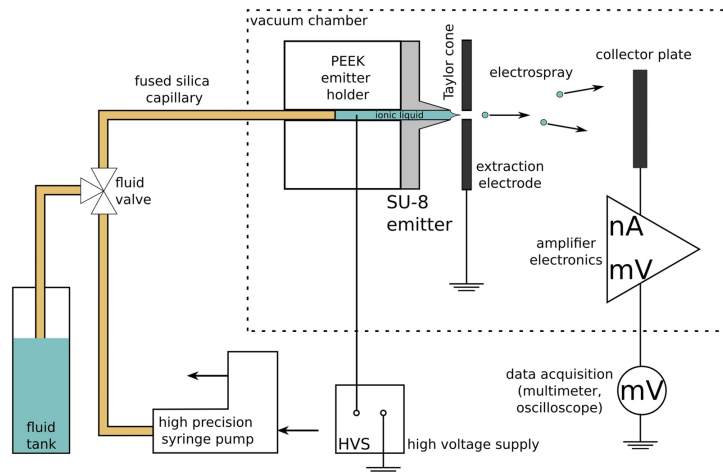 vacuum chamber
PEEK
emitter
holder
Taylor cone
electrospray
collector plate
fused silica
capillary
ionic liquid
fluid
valve
extraction
electrode
SU-8
emitter
nA
mV
amplifier
electronics
data acquisition
(multimeter,
oscilloscope)
mV
fluid
tank
high precision
syringe pump
HVS
high voltage supply